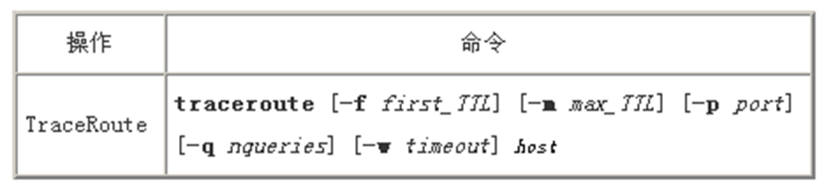 操作
命令
TraceRoute
traceroute [-f first_TTL] [-m max_TTL] [-p port]
[-q nqueries] [-w timeout] host